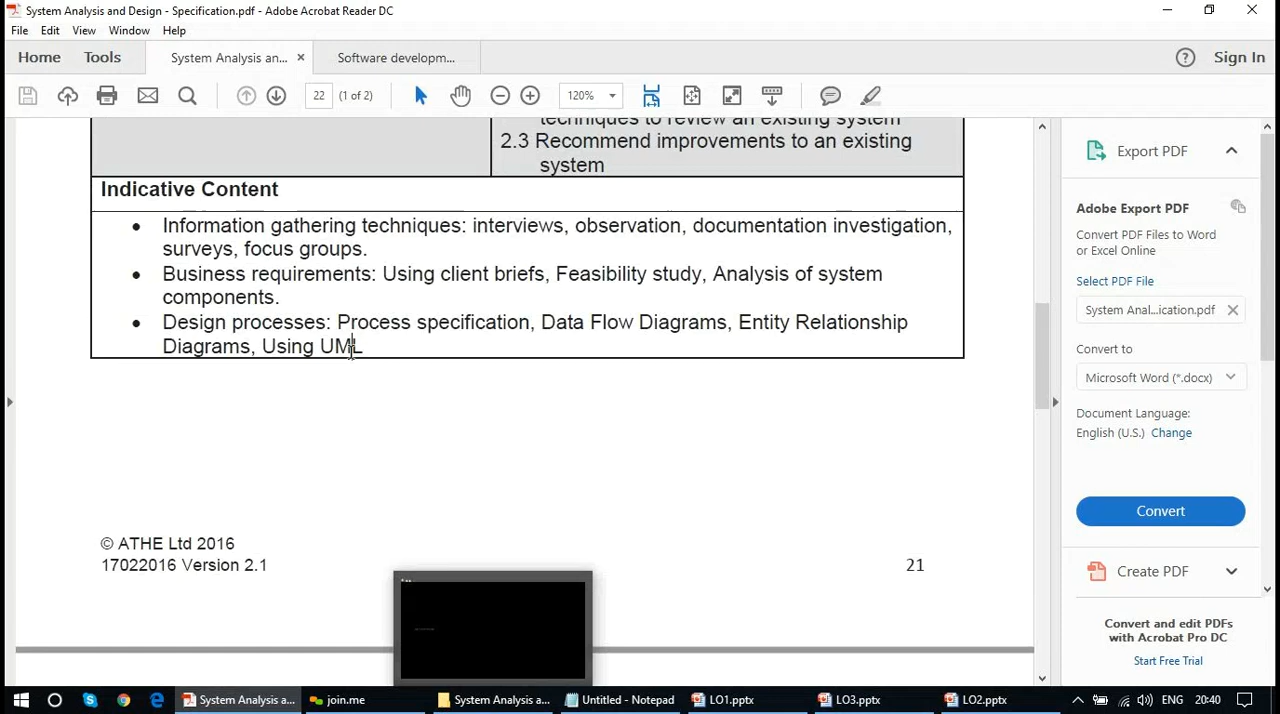 System Analysis and Design - Specification.pdf - Adobe Acrobat Reader DC
File Edit View Window Help
Home Tools System Analysis an... × Software developm...
Sign In
22 (1 of 2) 120%
techniques to review an existing system
2.3 Recommend improvements to an existing
system
Indicative Content
• Information gathering techniques: interviews, observation, documentation investigation,
surveys, focus groups.
• Business requirements: Using client briefs, Feasibility study, Analysis of system
components.
• Design processes: Process specification, Data Flow Diagrams, Entity Relationship
Diagrams, Using UML
© ATHE Ltd 2016
17022016 Version 2.1
21
Export PDF
Adobe Export PDF
Convert PDF Files to Word
or Excel Online
Select PDF File
System Anal...ication.pdf
Convert to
Microsoft Word (*.docx)
Document Language:
English (U.S.) Change
Convert
Create PDF
Convert and edit PDFs
with Acrobat Pro DC
Start Free Trial
System Analysis a... join.me System Analysis a... Untitled - Notepad LO1.pptx LO3.pptx LO2.pptx ENG 20:40